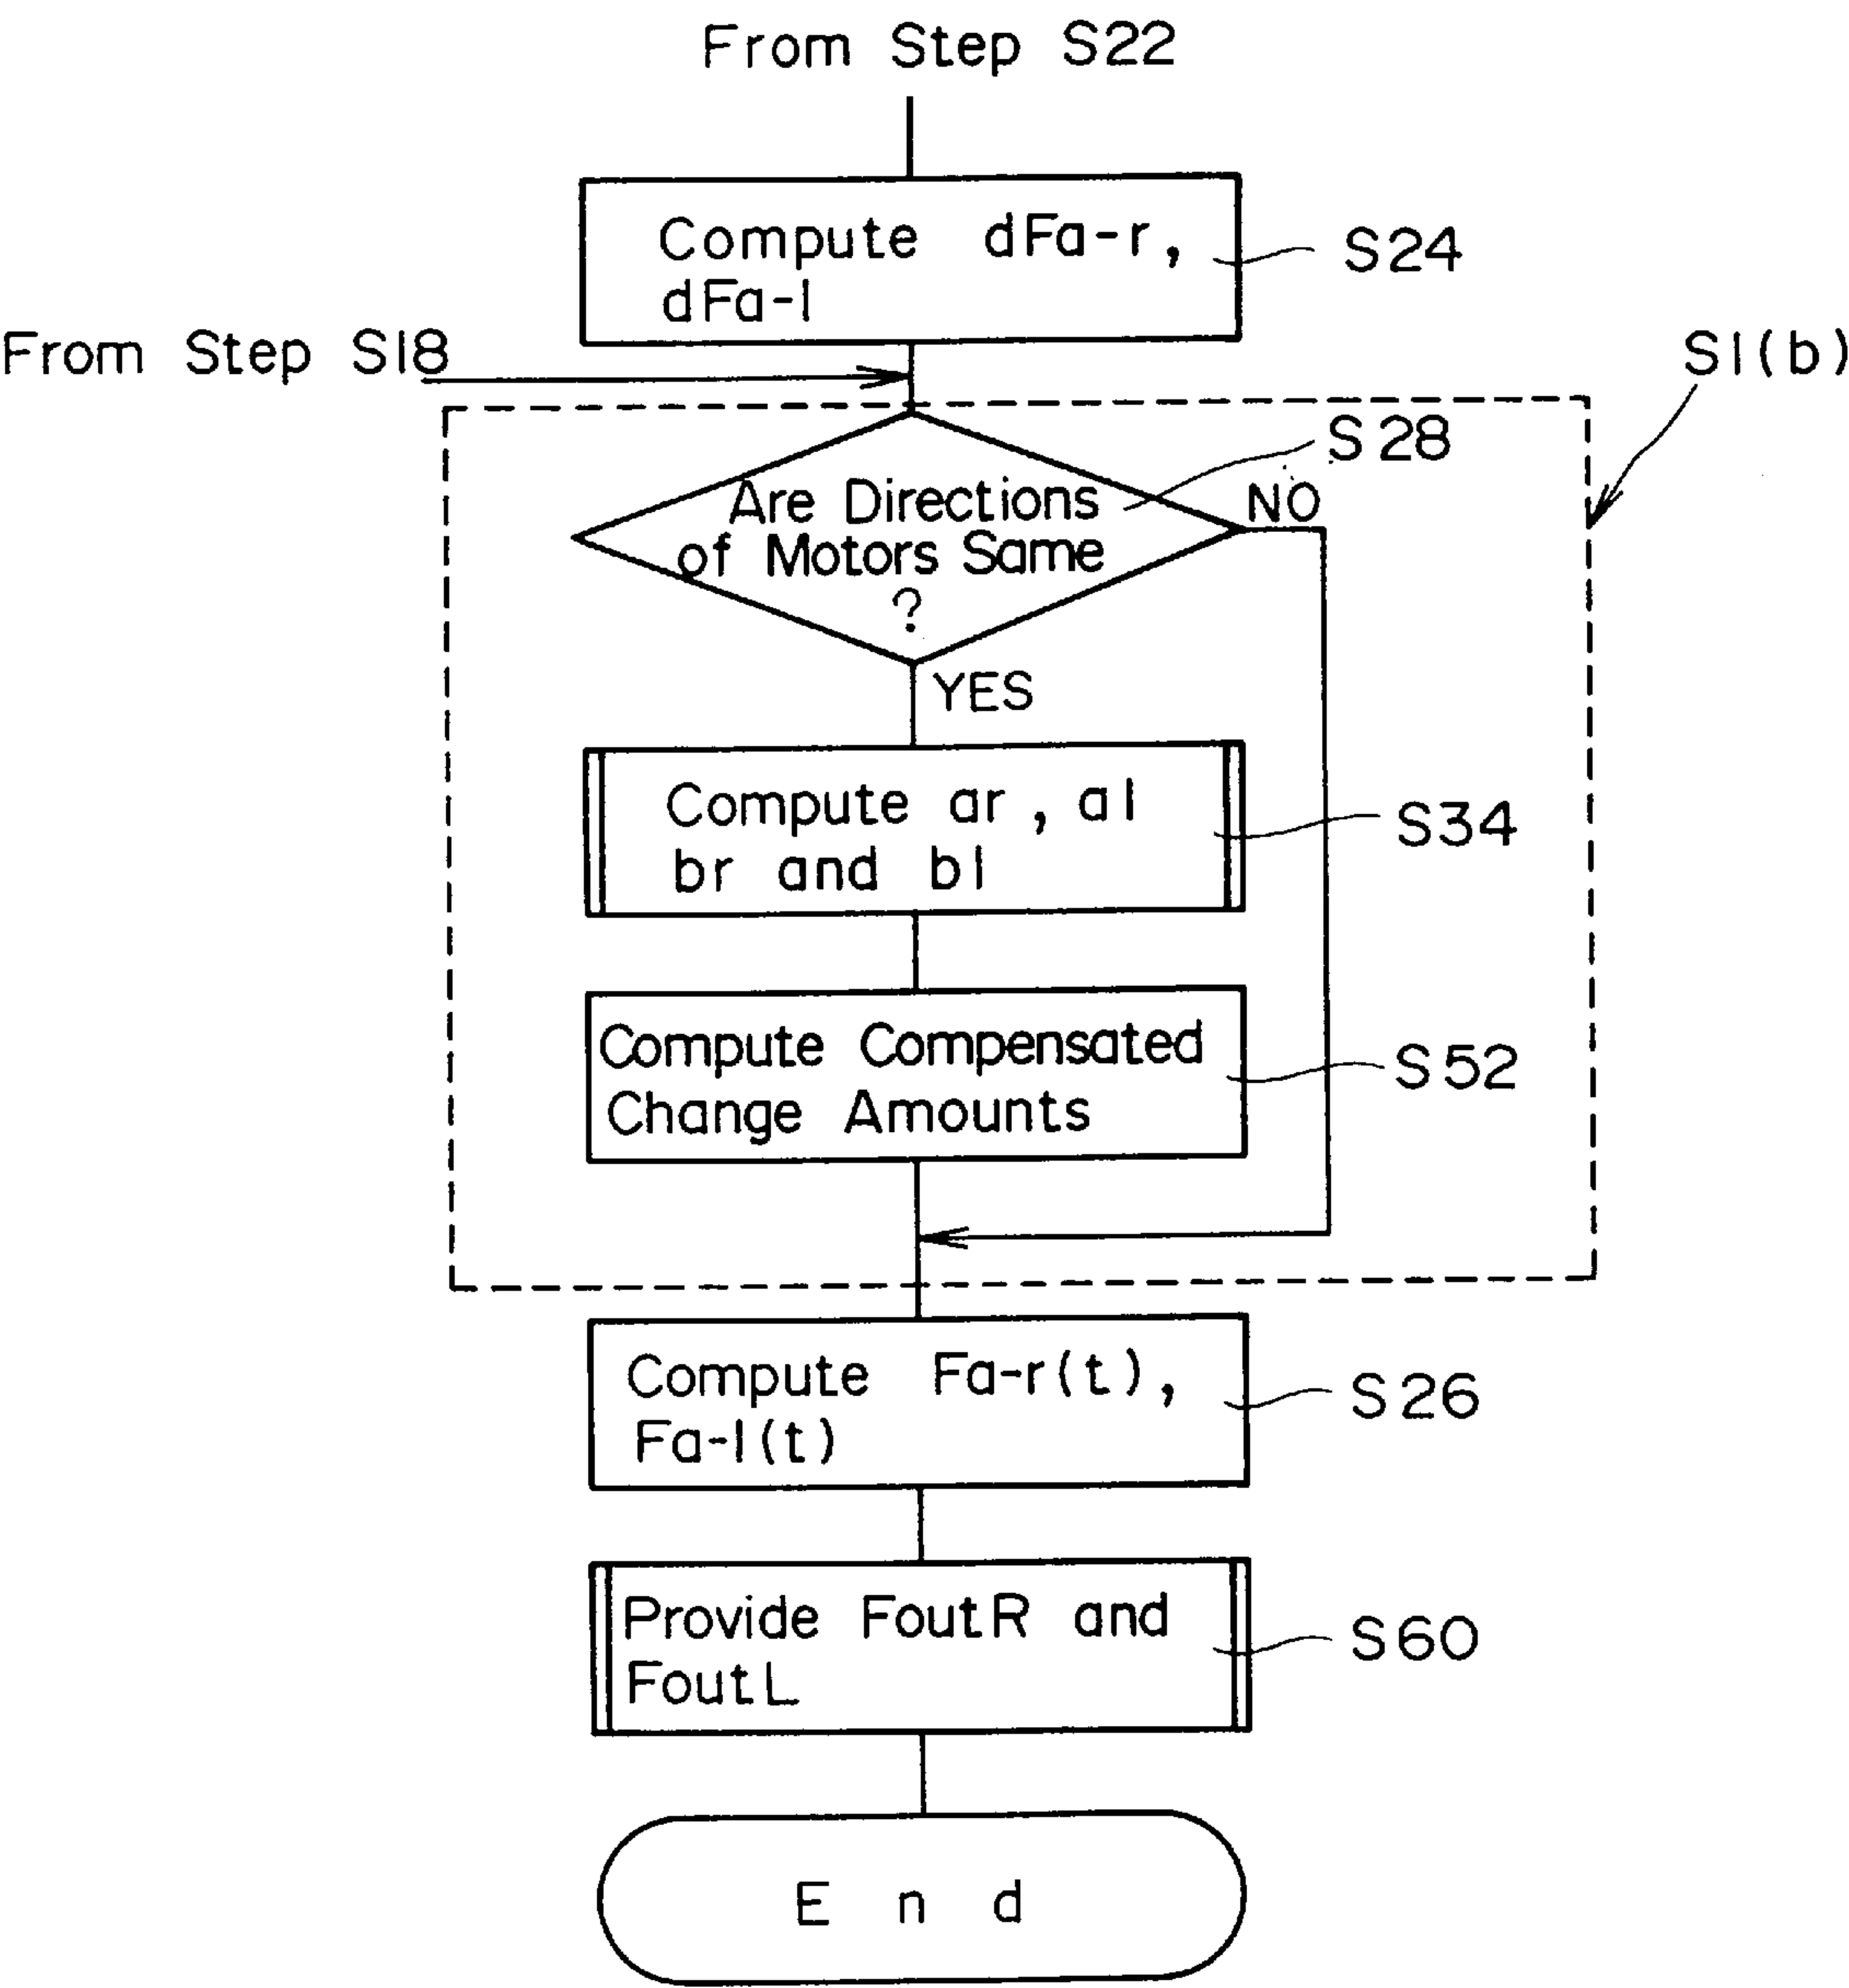 From Step S22
Compute dFa-r,
dFa-l
S24
From Step S18
S1(b)
S28
Are Directions
of Motors Same
?
NO
YES
Compute ar, al
br and bl
S34
Compute Compensated
Change Amounts
S52
Compute Fa-r(t),
Fa-l(t)
S26
Provide FoutR and
FoutL
S60
End